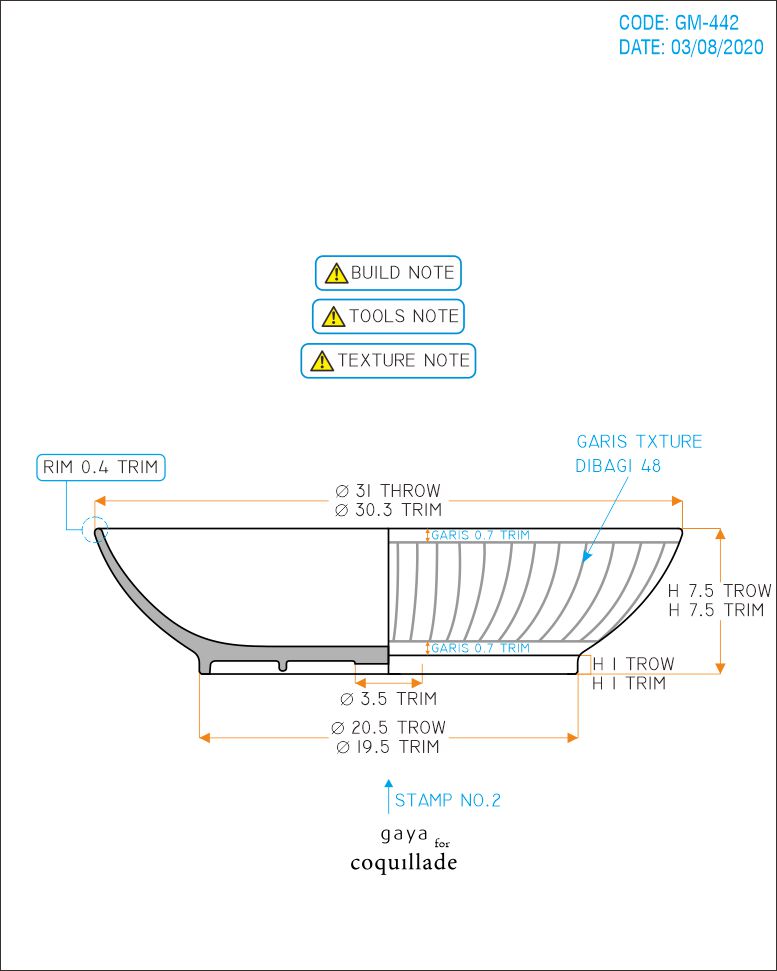 CODE: GM-442
DATE: 03/08/2020
BUILD NOTE
TOOLS NOTE
TEXTURE NOTE
GARIS TXTURE
DIBAGI 48
RIM 0.4 TRIM
Ø 31 THROW
Ø 30.3 TRIM
GARIS 0.7 TRIM
H 7.5 TROW
H 7.5 TRIM
GARIS 0.7 TRIM
H 1 TROW
H 1 TRIM
Ø 3.5 TRIM
Ø 20.5 TROW
Ø 19.5 TRIM
STAMP NO.2
gaya for
coquillade